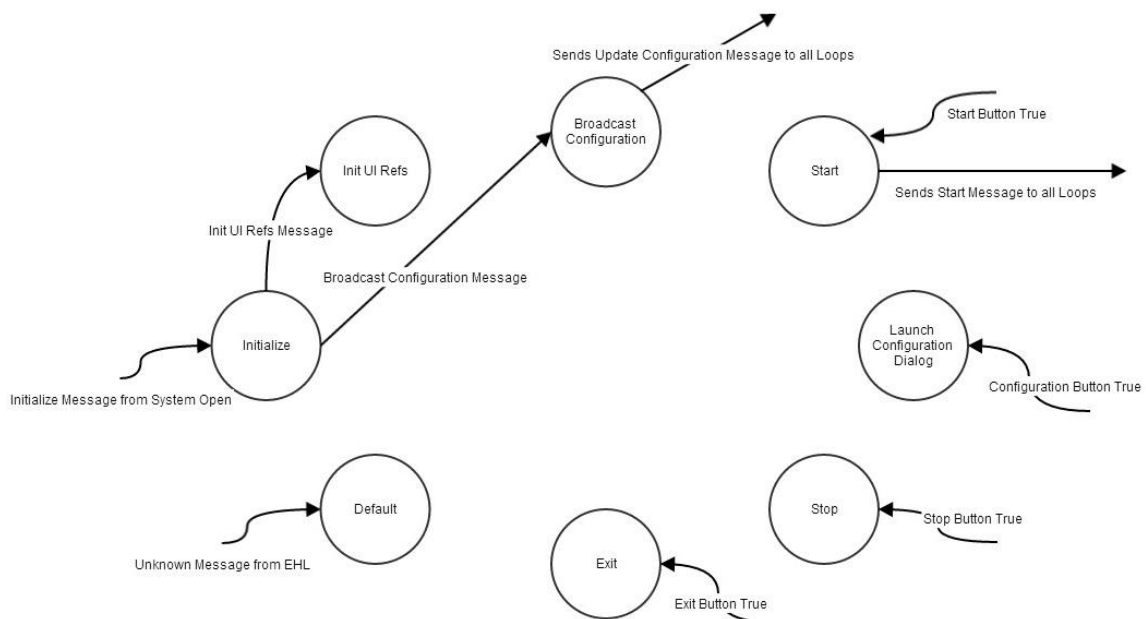 Sends Update Configuration Message to all Loops
Broadcast
Configuration
Start Button True
Init UI Refs
Start
Sends Start Message to all Loops
Init UI Refs Message
Broadcast Configuration Message
Initialize
Launch
Configuration
Dialog
Initialize Message from System Open
Configuration Button True
Default
Stop
Stop Button True
Unknown Message from EHL
Exit
Exit Button True